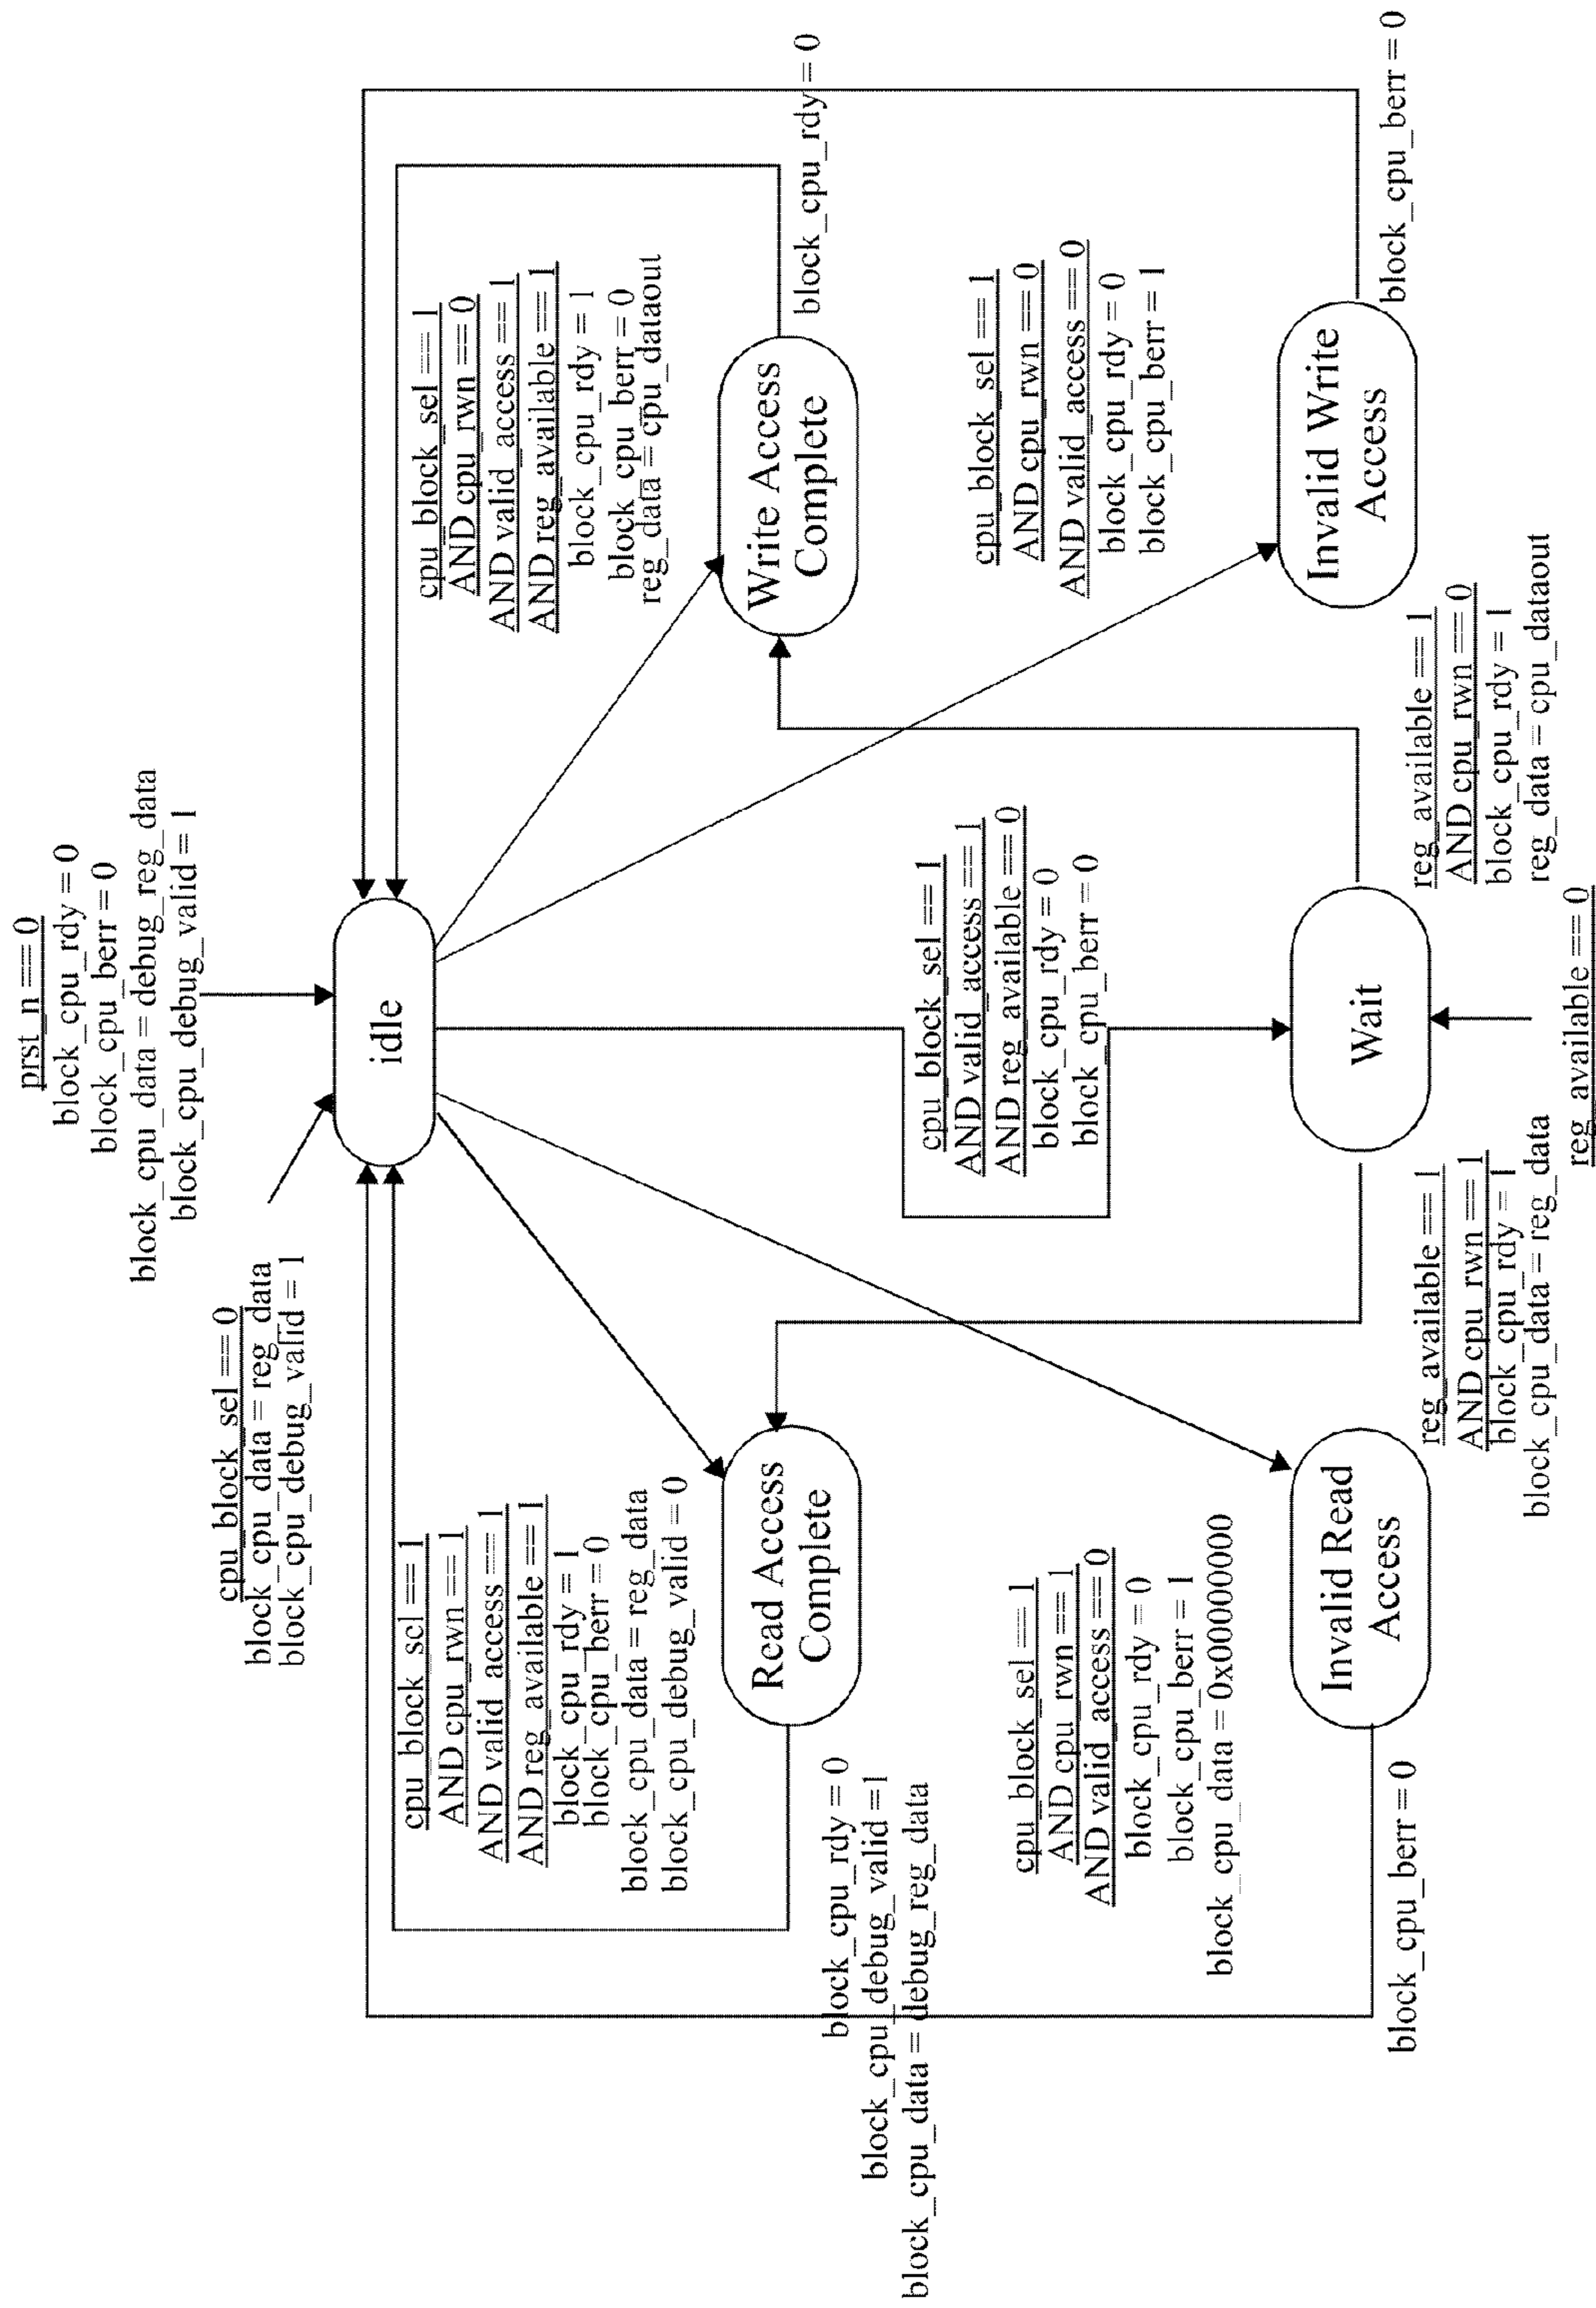 prst_n == 0
block_cpu_rdy = 0
block_cpu_berr = 0
block_cpu_data = debug_reg_data
block_cpu_debug_valid = 1
cpu_block_sel == 0
block_cpu_data = reg_data
block_cpu_debug_valid = 1
idle
cpu_block_sel == 1
AND cpu_rwn == 1
AND valid_access == 1
AND reg_available == 1
block_cpu_rdy = 1
block_cpu_berr = 0
block_cpu_data = reg_data
block_cpu_debug_valid = 0
cpu_block_sel == 1
AND cpu_rwn == 0
AND valid_access == 1
AND reg_available == 1
block_cpu_rdy = 1
block_cpu_berr = 0
reg_data = cpu_dataout
Read Access
Complete
Write Access
Complete
block_cpu_rdy = 0
block_cpu_debug_valid =1
block_cpu_data = debug_reg_data
block_cpu_rdy = 0
cpu_block_sel == 1
AND cpu_rwn == 1
AND valid_access == 0
block_cpu_rdy = 0
block_cpu_berr = 1
block_cpu_data = 0x00000000
cpu_block_sel == 1
AND valid_access == 1
AND reg_available == 0
block_cpu_rdy = 0
block_cpu_berr = 0
cpu_block_sel == 1
AND cpu_rwn == 0
AND valid_access == 0
block_cpu_rdy = 0
block_cpu_berr = 1
Invalid Read
Access
Wait
Invalid Write
Access
block_cpu_berr = 0
reg_available == 1
AND cpu_rwn == 1
block_cpu_rdy = 1
block_cpu_data = reg_data
reg_available == 0
reg_available == 1
AND cpu_rwn == 0
block_cpu_rdy = 1
reg_data = cpu_dataout
block_cpu_berr = 0